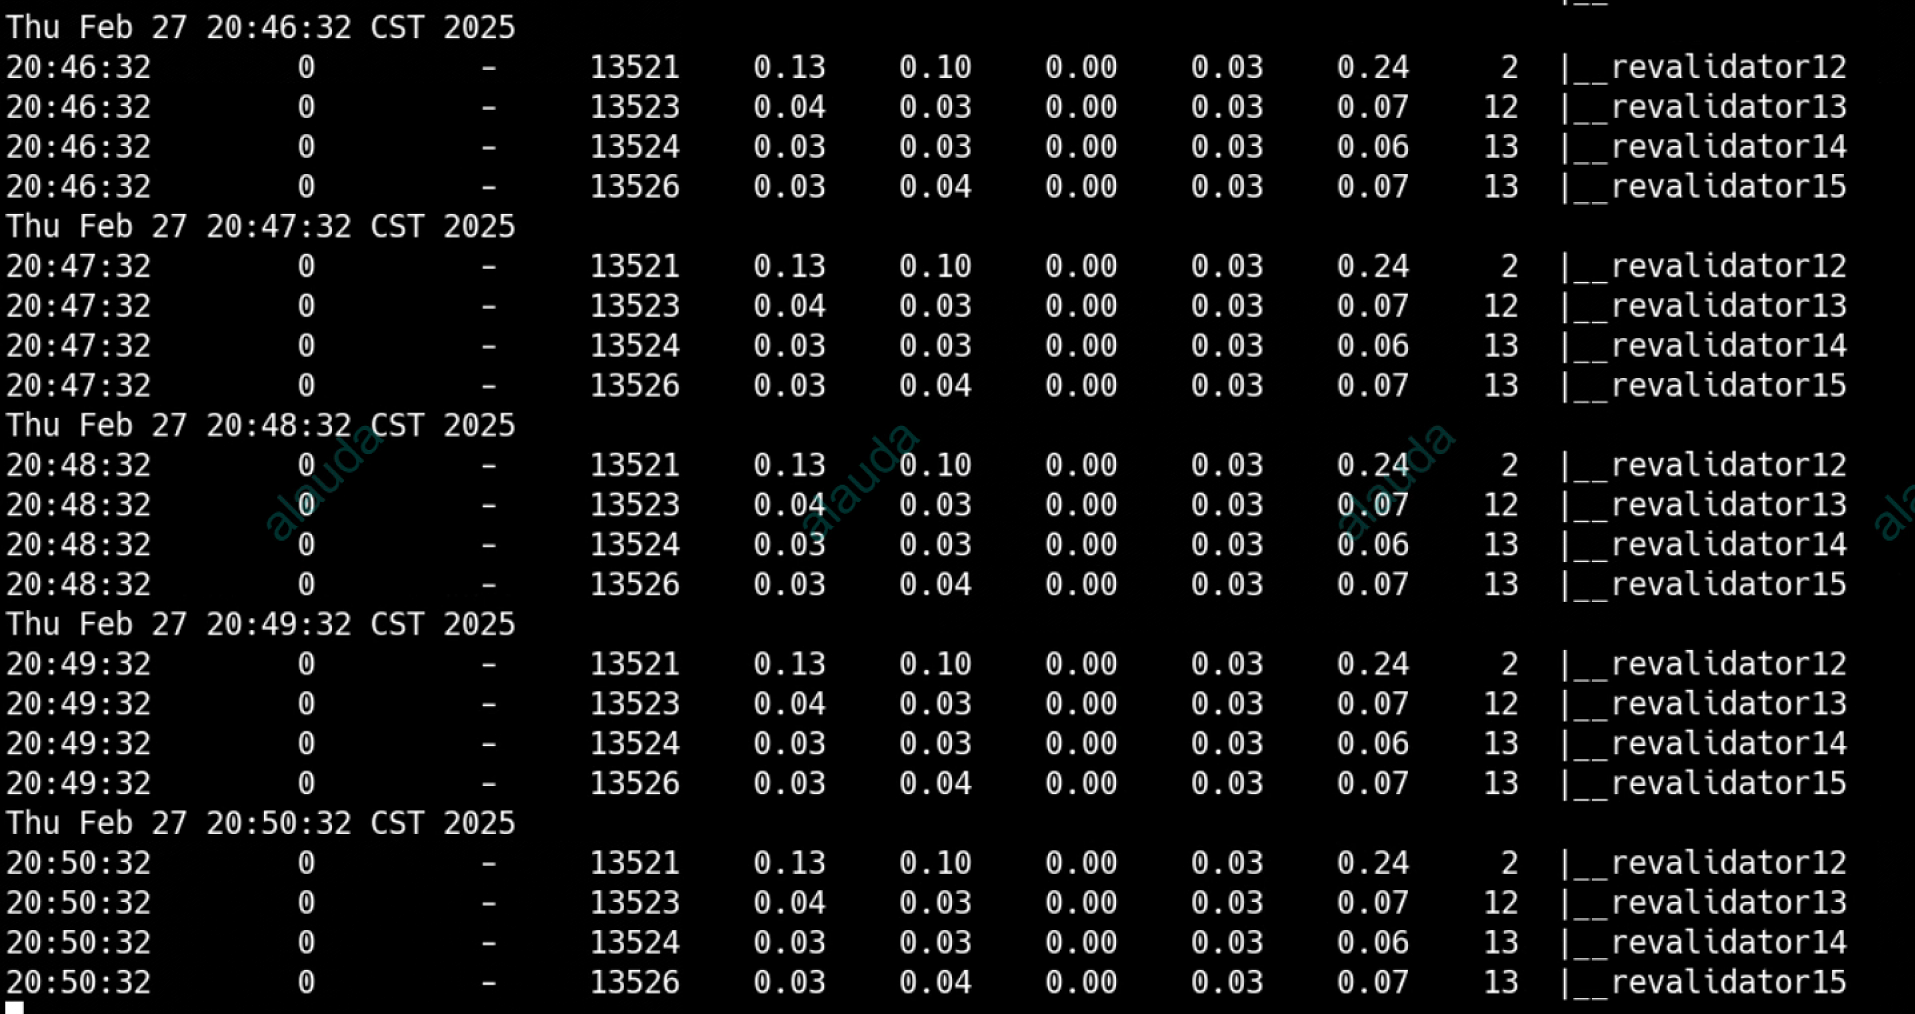 Thu Feb 27 20:46:32 CST 2025
20:46:32 0 - 13521 0.13 0.10 0.00 0.03 0.24 2 |__revalidator12
20:46:32 0 - 13523 0.04 0.03 0.00 0.03 0.07 12 |__revalidator13
20:46:32 0 - 13524 0.03 0.03 0.00 0.03 0.06 13 |__revalidator14
20:46:32 0 - 13526 0.03 0.04 0.00 0.03 0.07 13 |__revalidator15
Thu Feb 27 20:47:32 CST 2025
20:47:32 0 - 13521 0.13 0.10 0.00 0.03 0.24 2 |__revalidator12
20:47:32 0 - 13523 0.04 0.03 0.00 0.03 0.07 12 |__revalidator13
20:47:32 0 - 13524 0.03 0.03 0.00 0.03 0.06 13 |__revalidator14
20:47:32 0 - 13526 0.03 0.04 0.00 0.03 0.07 13 |__revalidator15
Thu Feb 27 20:48:32 CST 2025
20:48:32 0 - 13521 0.13 0.10 0.00 0.03 0.24 2 |__revalidator12
20:48:32 0 - 13523 0.04 0.03 0.00 0.03 0.07 12 |__revalidator13
20:48:32 0 - 13524 0.03 0.03 0.00 0.03 0.06 13 |__revalidator14
20:48:32 0 - 13526 0.03 0.04 0.00 0.03 0.07 13 |__revalidator15
Thu Feb 27 20:49:32 CST 2025
20:49:32 0 - 13521 0.13 0.10 0.00 0.03 0.24 2 |__revalidator12
20:49:32 0 - 13523 0.04 0.03 0.00 0.03 0.07 12 |__revalidator13
20:49:32 0 - 13524 0.03 0.03 0.00 0.03 0.06 13 |__revalidator14
20:49:32 0 - 13526 0.03 0.04 0.00 0.03 0.07 13 |__revalidator15
Thu Feb 27 20:50:32 CST 2025
20:50:32 0 - 13521 0.13 0.10 0.00 0.03 0.24 2 |__revalidator12
20:50:32 0 - 13523 0.04 0.03 0.00 0.03 0.07 12 |__revalidator13
20:50:32 0 - 13524 0.03 0.03 0.00 0.03 0.06 13 |__revalidator14
20:50:32 0 - 13526 0.03 0.04 0.00 0.03 0.07 13 |__revalidator15
alauda
alauda
alauda